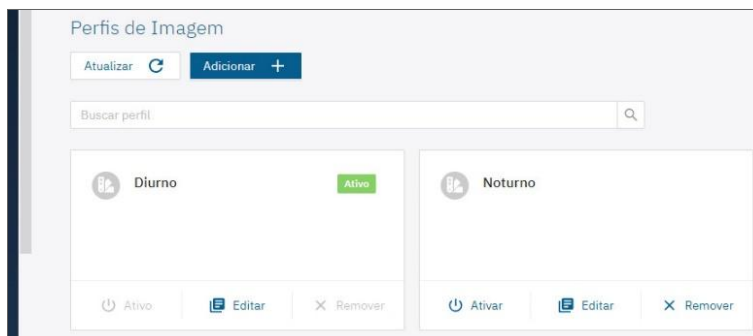 Perfis de Imagem
Atualizar
Adicionar
Buscar perfil
Diurno
Ativo
Noturno
Ativo
Editar
Remover
Ativar
Editar
Remover